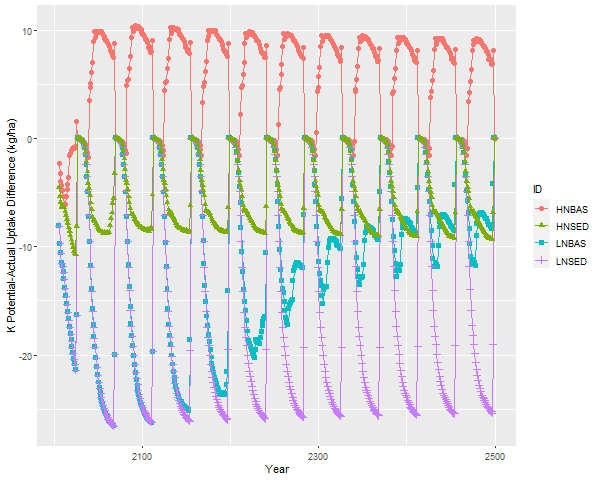 K Potential-Actual Uptake Difference (kg/ha)
10
0
-10
-20
2100
2300
2500
Year
ID
HNBAS
HNSED
LNBAS
LNSED